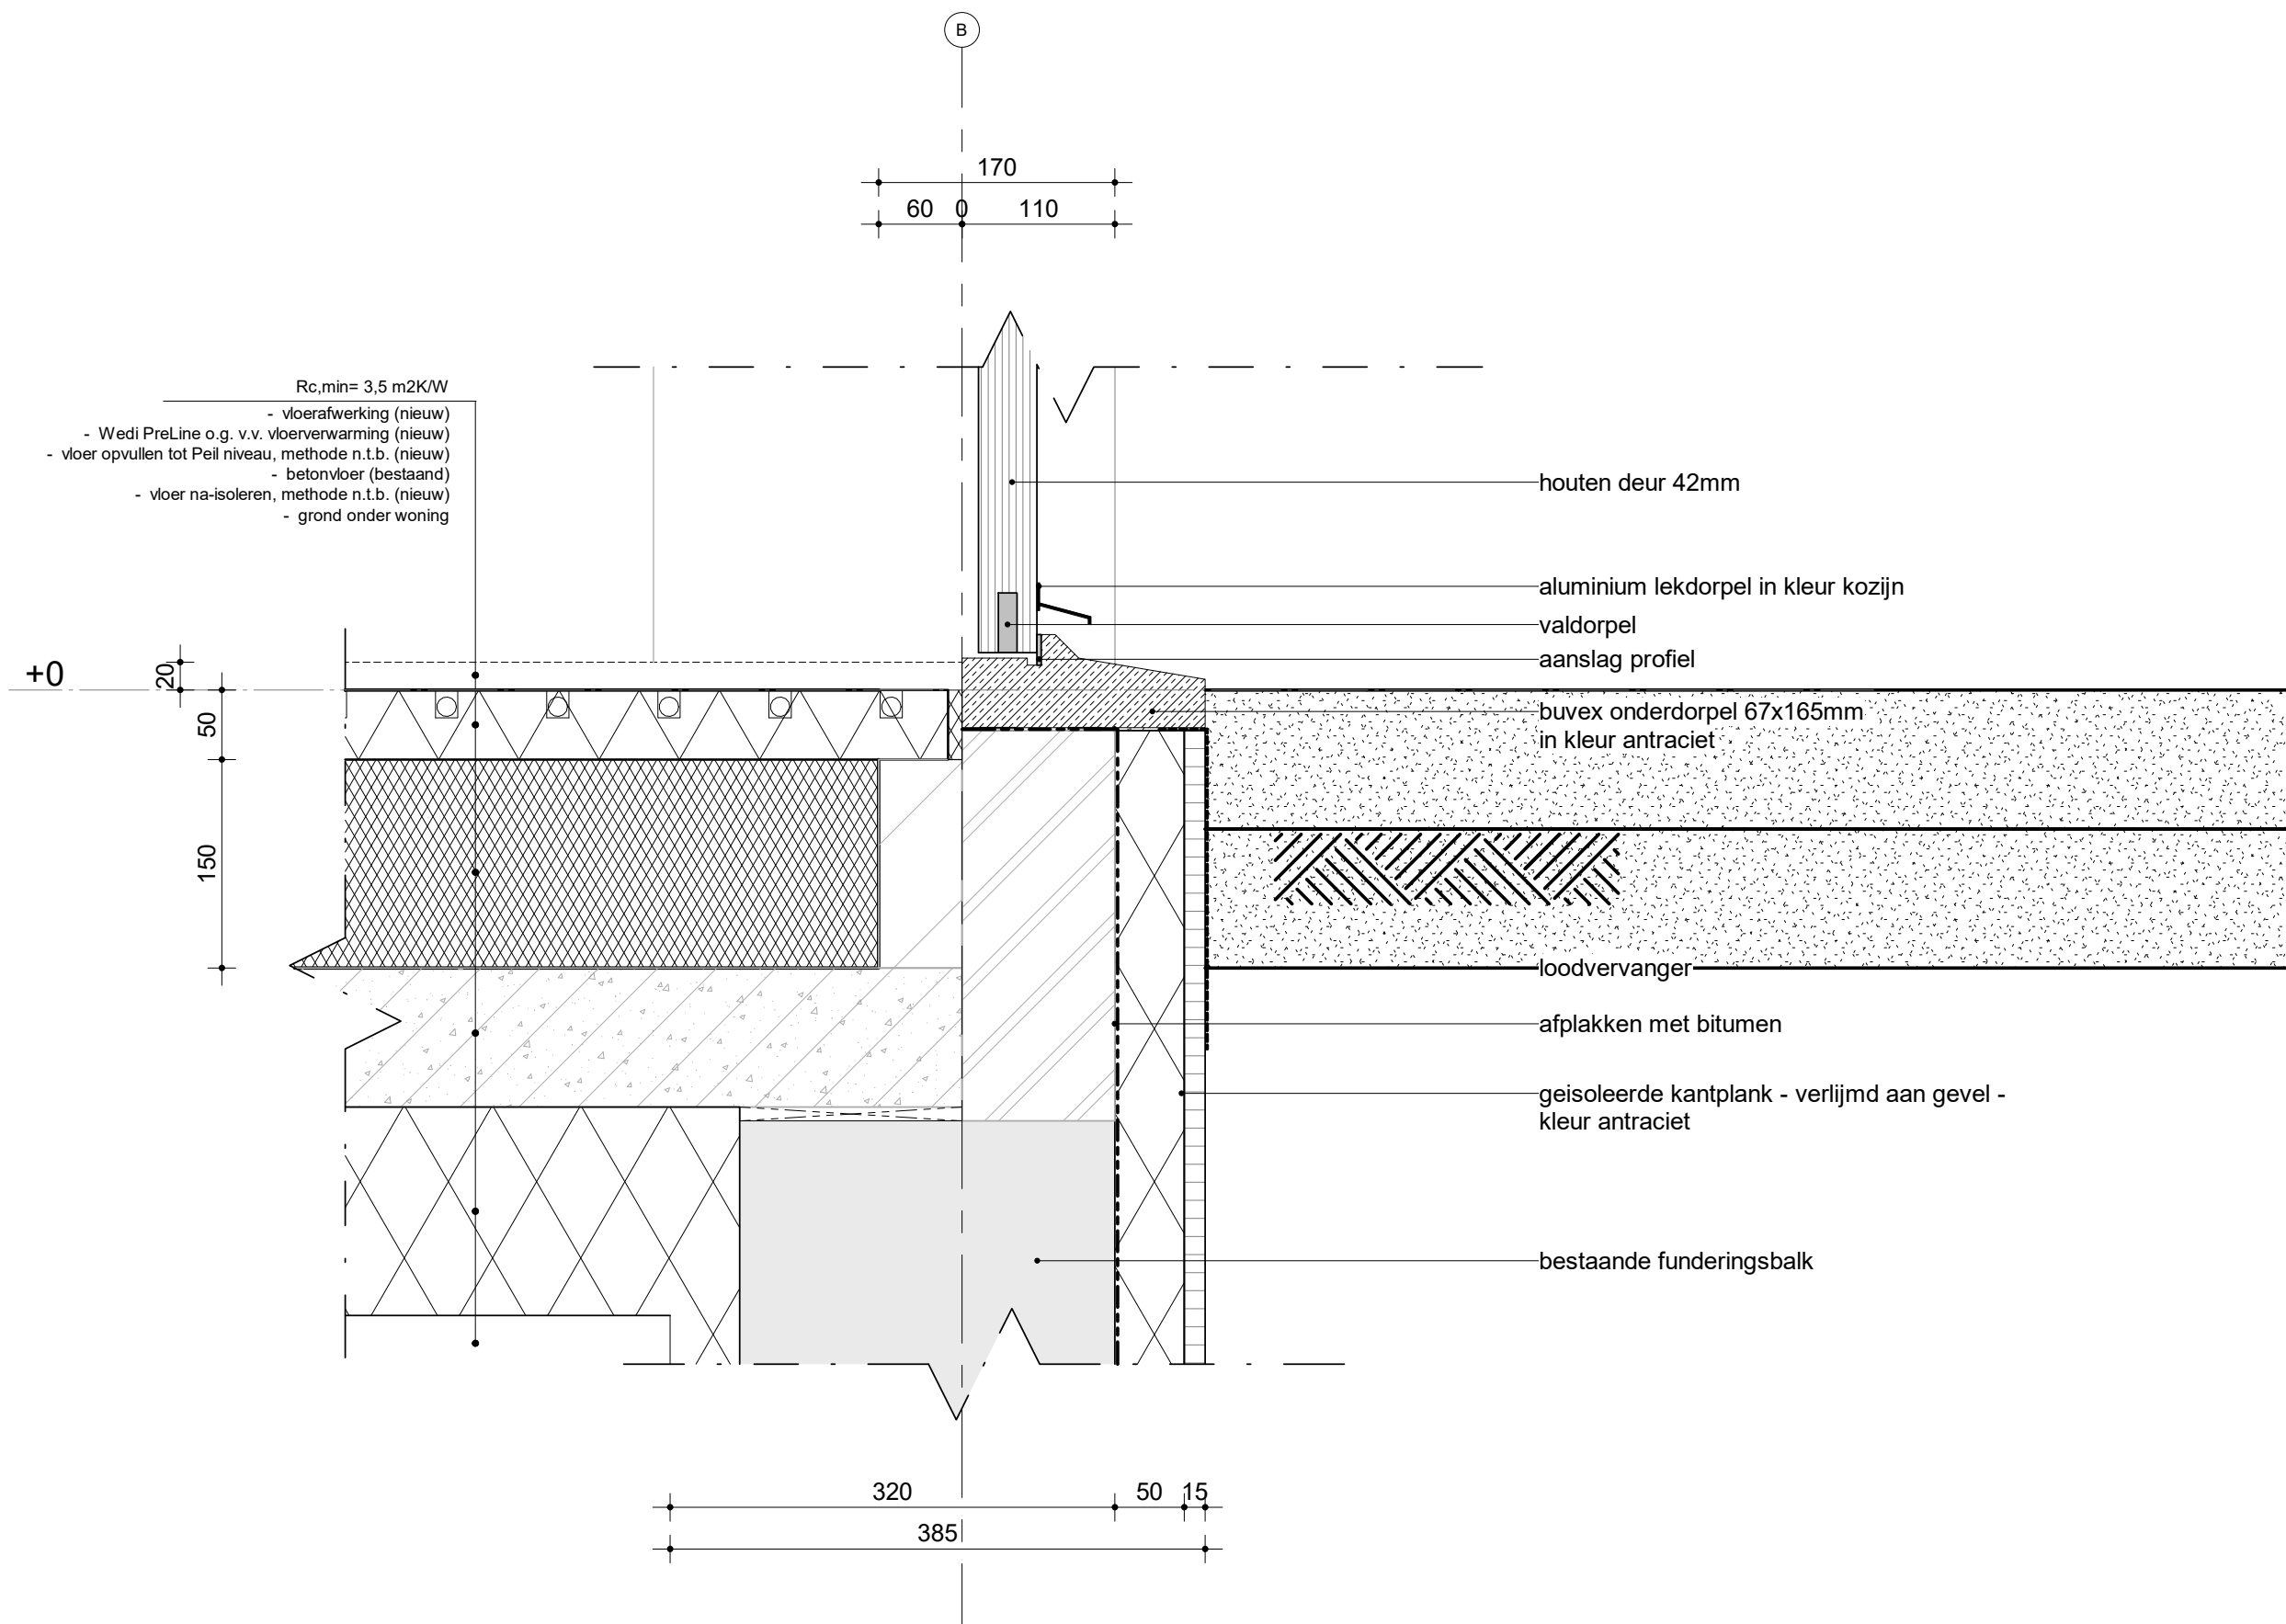 B
170
60 0 110
Rc,min= 3,5 m2K/W
- vloerafwerking (nieuw)
- Wedi PreLine o.g. v.v. vloerverwarming (nieuw)
- vloer opvullen tot Peil niveau, methode n.t.b. (nieuw)
- betonvloer (bestaand)
- vloer na-isoleren, methode n.t.b. (nieuw)
- grond onder woning
houten deur 42mm
aluminium lekdorpel in kleur kozijn
valdorpel
aanslag profiel
+0
20
50
150
buvex onderdorpel 67x165mm
in kleur antraciet
loodvervanger
afplakken met bitumen
geisoleerde kantplank - verlijmd aan gevel -
kleur antraciet
bestaande funderingsbalk
320 50 15
385